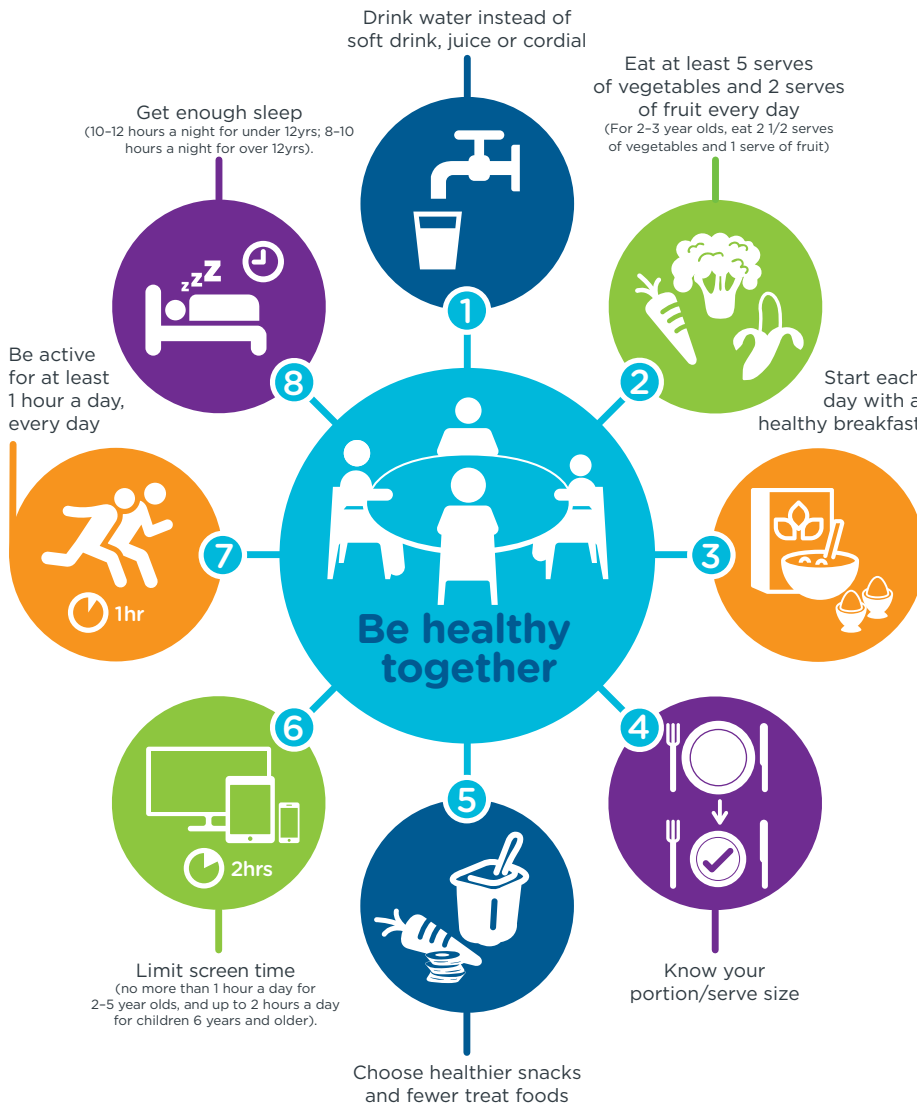 Drink water instead of
soft drink, juice or cordial
1
Eat at least 5 serves
of vegetables and 2 serves
of fruit every day
(For 2–3 year olds, eat 2 1/2 serves
of vegetables and 1 serve of fruit)
2
Start each
day with a
healthy breakfast
3
4
Know your
portion/serve size
5
Choose healthier snacks
and fewer treat foods
6
2hrs
Limit screen time
(no more than 1 hour a day for
2–5 year olds, and up to 2 hours a day
for children 6 years and older).
Be active
for at least
1 hour a day,
every day
7
1hr
Get enough sleep
(10–12 hours a night for under 12yrs; 8–10
hours a night for over 12yrs).
zzZ
8
Be healthy
together